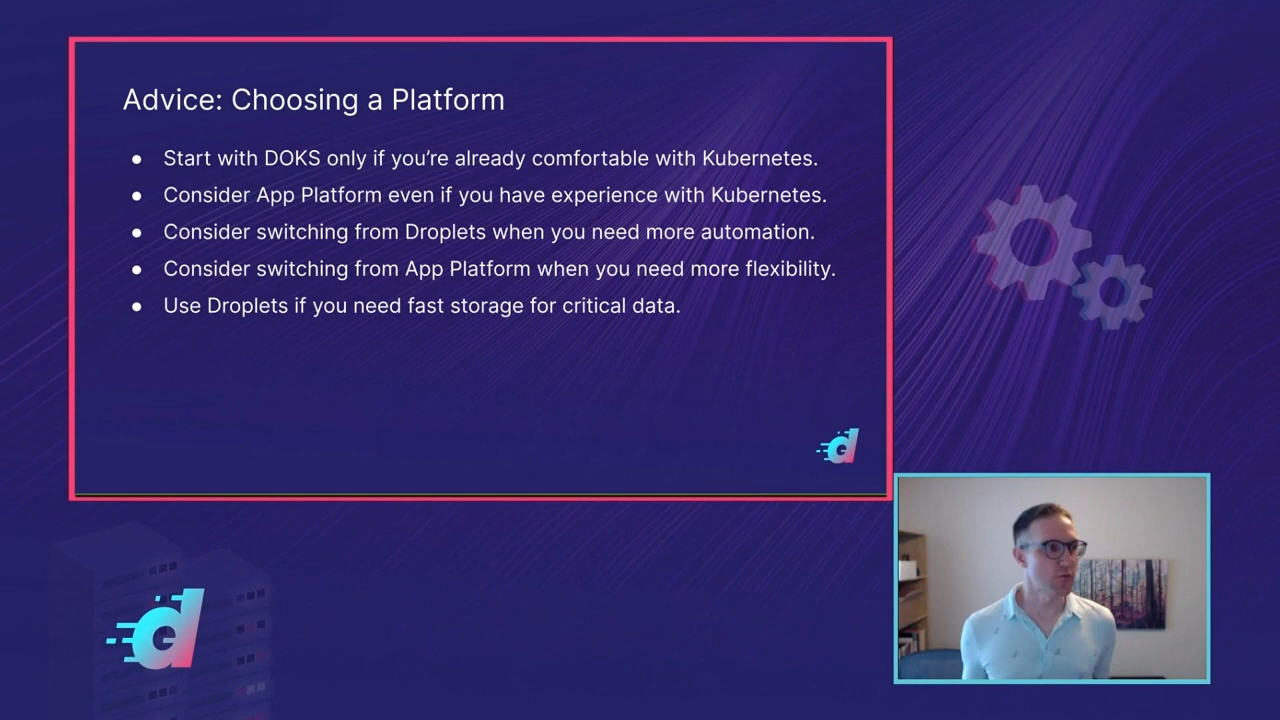 Advice: Choosing a Platform
● Start with DOKS only if you’re already comfortable with Kubernetes.
● Consider App Platform even if you have experience with Kubernetes.
● Consider switching from Droplets when you need more automation.
● Consider switching from App Platform when you need more flexibility.
● Use Droplets if you need fast storage for critical data.
d
d